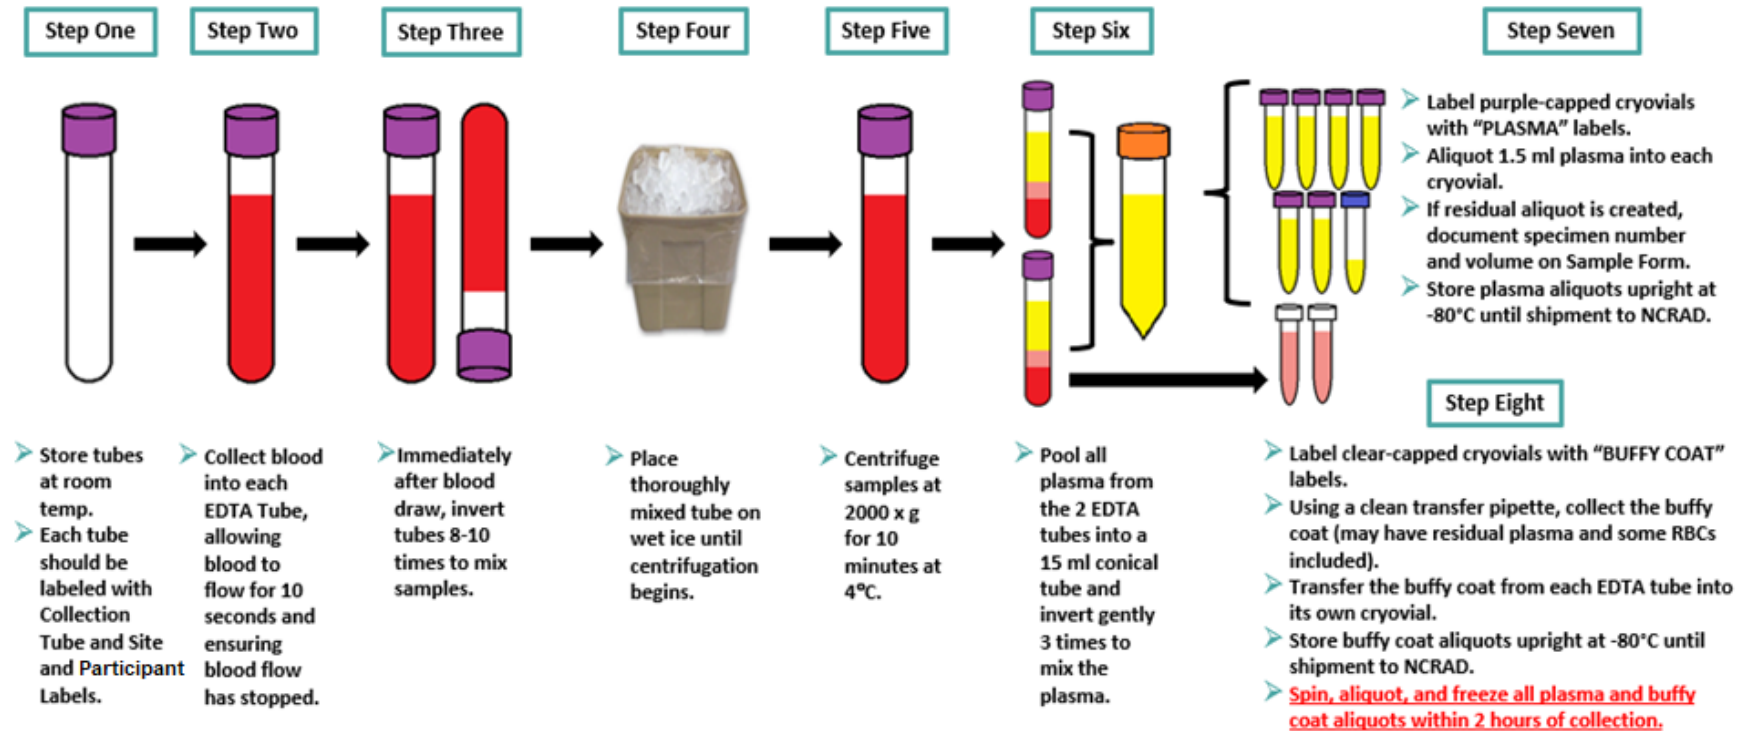 Step One
Store tubes
at room
temp.
Each tube
should be
labeled with
Collection
Tube and Site
and Participant
Labels.
Step Two
Collect blood
into each
EDTA Tube,
allowing
blood to
flow for 10
seconds and
ensuring
blood flow
has stopped.
Step Three
Immediately
after blood
draw, invert
tubes 8-10
times to mix
samples.
Step Four
Place
thoroughly
mixed tube on
wet ice until
centrifugation
begins.
Step Five
Centrifuge
samples at
2000 x g
for 10
minutes at
4°C.
Step Six
Pool all
plasma from
the 2 EDTA
tubes into a
15 ml conical
tube and
invert gently
3 times to
mix the
plasma.
Step Seven
Label purple-capped cryovials
with “PLASMA” labels.
Aliquot 1.5 ml plasma into each
cryovial.
If residual aliquot is created,
document specimen number
and volume on Sample Form.
Store plasma aliquots upright at
-80°C until shipment to NCRAD.
Step Eight
Label clear-capped cryovials with “BUFFY COAT”
labels.
Using a clean transfer pipette, collect the buffy
coat (may have residual plasma and some RBCs
included).
Transfer the buffy coat from each EDTA tube into
its own cryovial.
Store buffy coat aliquots upright at -80°C until
shipment to NCRAD.
Spin, aliquot, and freeze all plasma and buffy
coat aliquots within 2 hours of collection.